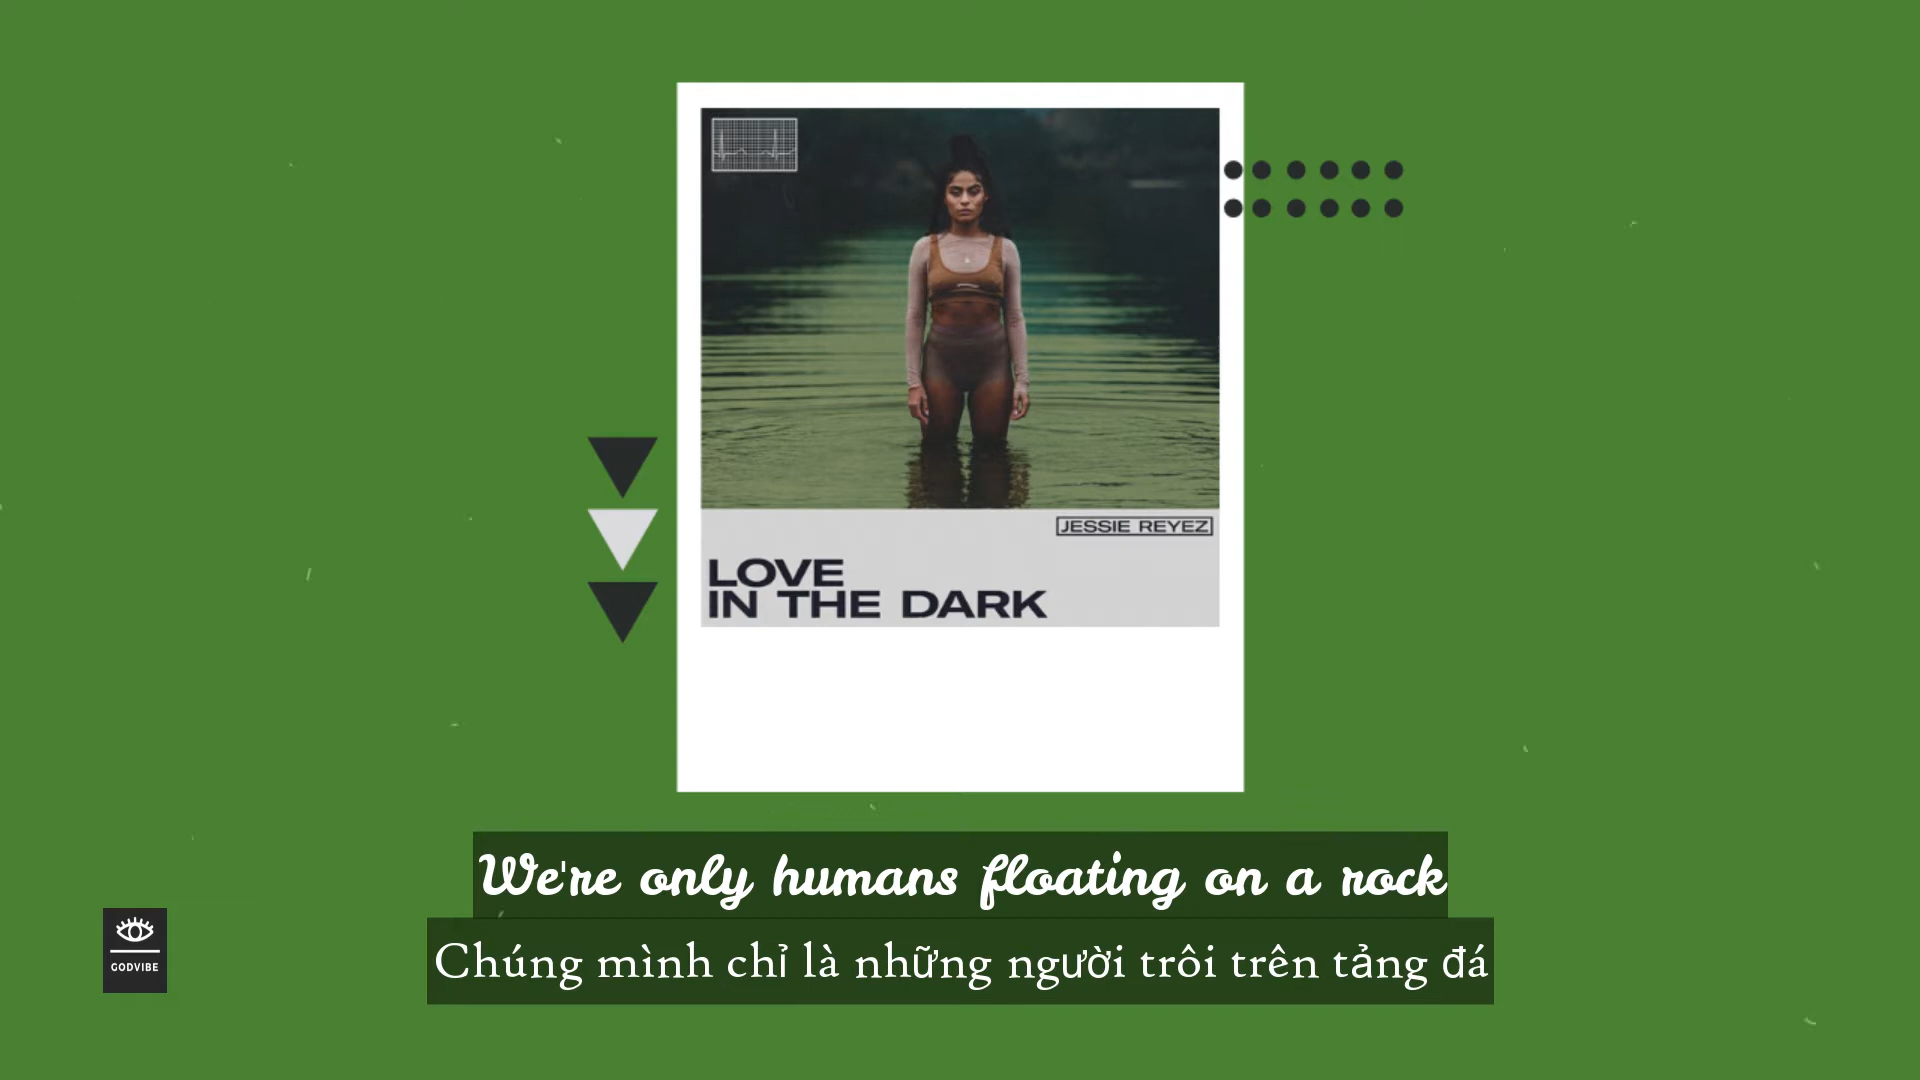 JESSIE REYEZ
LOVE
IN THE DARK
We're only humans floating on a rock
Chúng mình chỉ là những người trôi trên tảng đá
GODVIBE